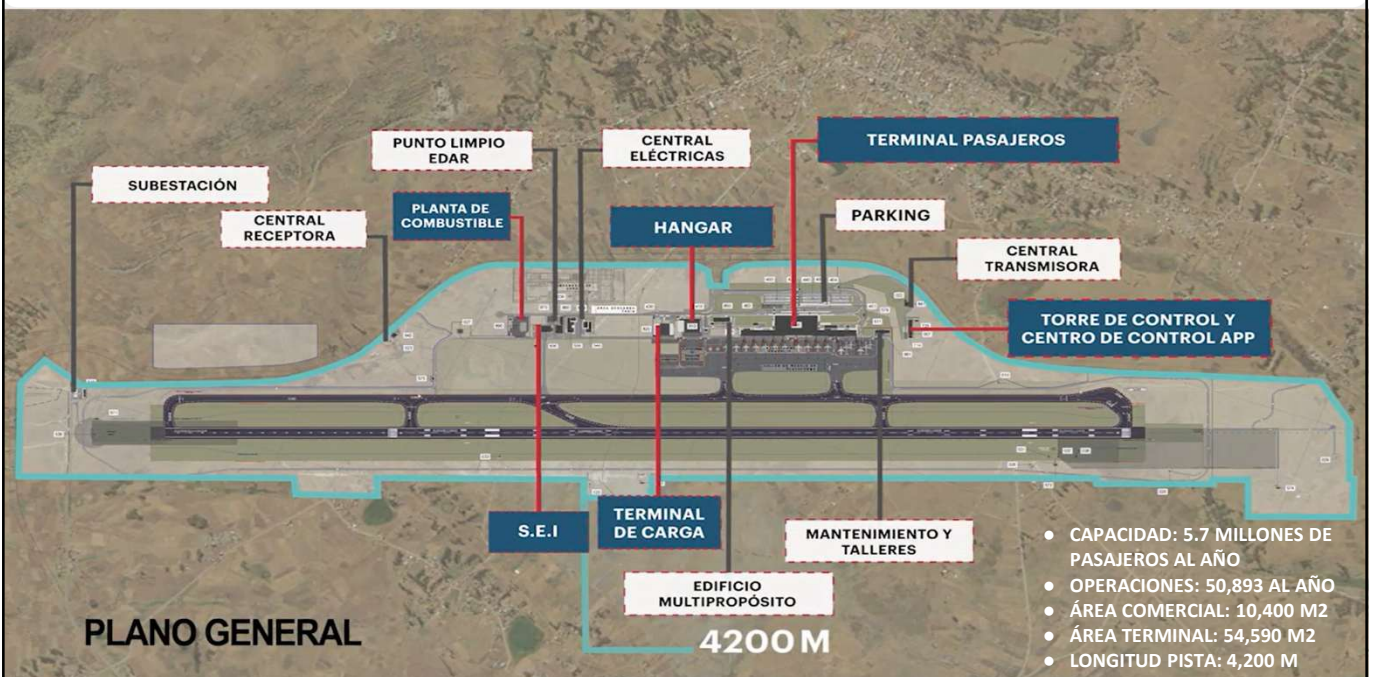 TERMINAL PASAJEROS
PUNTO LIMPIO
EDAR
CENTRAL
ELÉCTRICAS
SUBESTACIÓN
PLANTA DE
COMBUSTIBLE
PARKING
CENTRAL
RECEPTORA
HANGAR
CENTRAL
TRANSMISORA
TORRE DE CONTROL Y
CENTRO DE CONTROL APP
S.E.I
TERMINAL
DE CARGA
MANTENIMIENTO Y
TALLERES
EDIFICIO
MULTIPROPÓSITO
PLANO GENERAL
4200 M
● CAPACIDAD: 5.7 MILLONES DE
PASAJEROS AL AÑO
● OPERACIONES: 50,893 AL AÑO
● ÁREA COMERCIAL: 10,400 M2
● ÁREA TERMINAL: 54,590 M2
● LONGITUD PISTA: 4,200 M